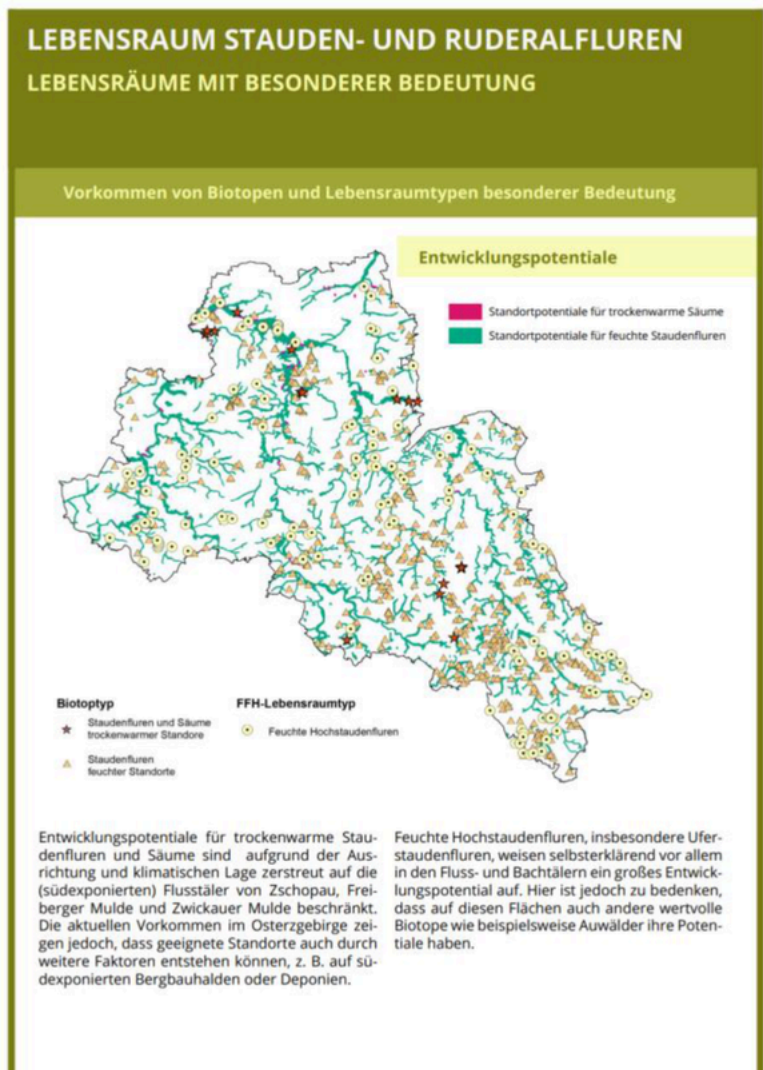 LEBENSRAUM STAUDEN- UND RUDERALFLUREN
LEBENSRÄUME MIT BESONDERER BEDEUTUNG
Vorkommen von Biotopen und Lebensraumtypen besonderer Bedeutung
Entwicklungspotentiale
Standortpotentiale für trockenwarme Säume
Standortpotentiale für feuchte Staudenfluren
Biotoptyp
Staudenfluren und Säume
trockenwarmer Standore
Staudenfluren
feuchter Standorte
FFH-Lebensraumtyp
Feuchte Hochstaudenfluren
Entwicklungspotentiale für trockenwarme Stau-
denfluren und Säume sind aufgrund der Aus-
richtung und klimatischen Lage zerstreut auf die
(südexponierten) Flusstäler von Zschopau, Frei-
berger Mulde und Zwickauer Mulde beschränkt.
Die aktuellen Vorkommen im Osterzgebirge zei-
gen jedoch, dass geeignete Standorte auch durch
weitere Faktoren entstehen können, z. B. auf sü-
dexponierten Bergbauhalden oder Deponien.
Feuchte Hochstaudenfluren, insbesondere Ufer-
staudenfluren, weisen selbsterklärend vor allem
in den Fluss- und Bachtälern ein großes Entwick-
lungspotential auf. Hier ist jedoch zu bedenken,
dass auf diesen Flächen auch andere wertvolle
Biotope wie beispielsweise Auwälder ihre Poten-
tiale haben.